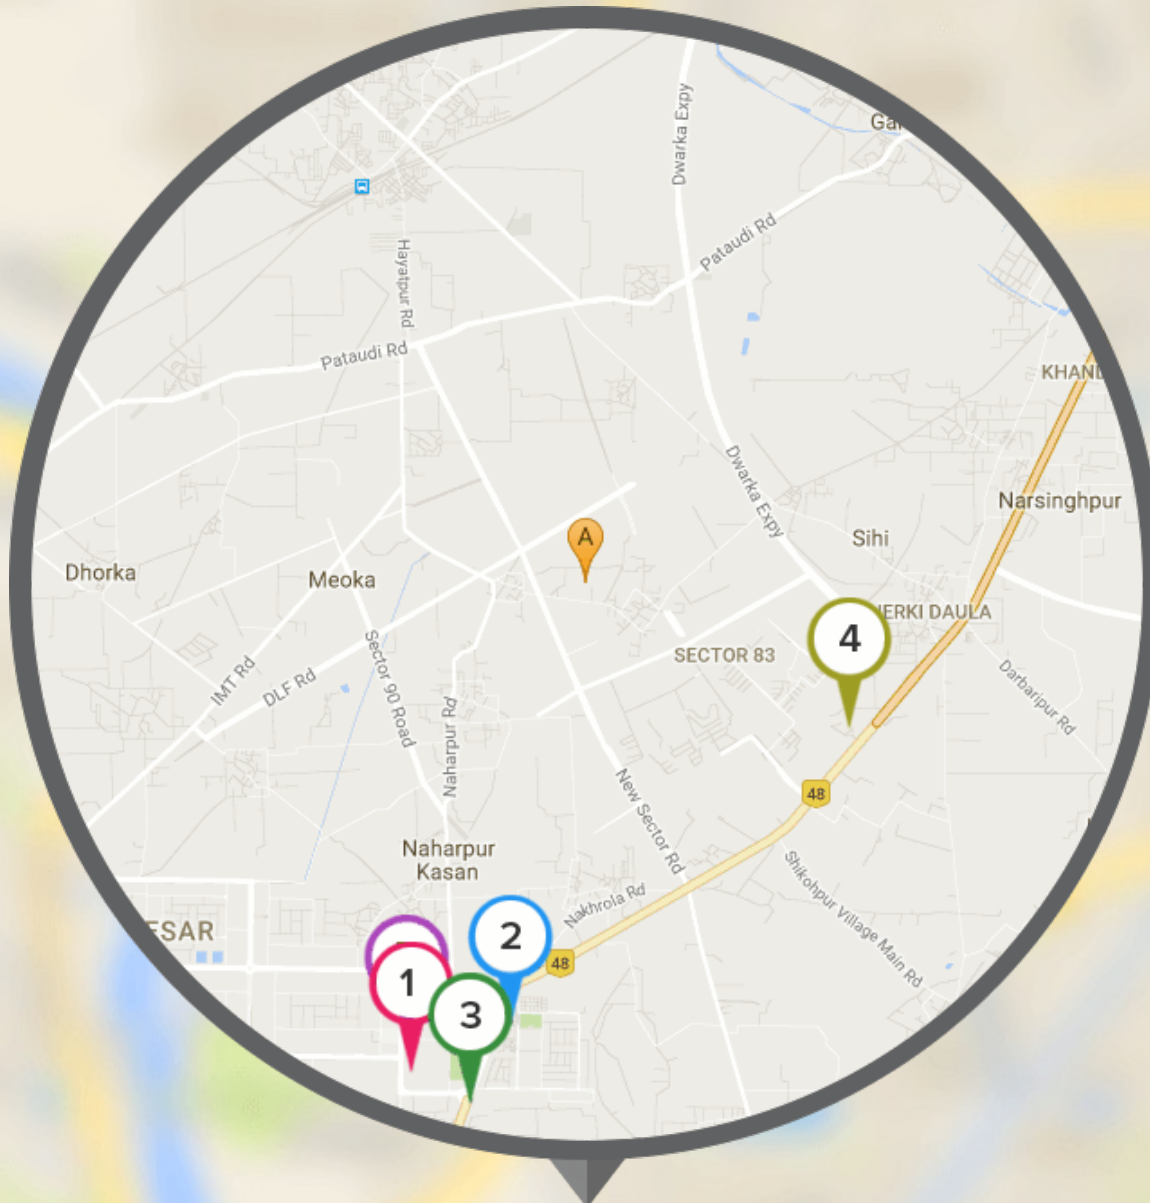 Dwarka Expy
Ga
Pataudi Rd
Hayatpur Rd
Pataudi Rd
KHAND
Dwarka Expy
Narsinghpur
A
Sihi
Dhorka
Meoka
4
HERKI DAULA
SECTOR 83
IMT Rd
DLF Rd
Sector 90 Road
Naharpur Rd
Darbaripur Rd
48
New Sector Rd
Naharpur
Kasan
Shikohpur Village Main Rd
Nakhrola Rd
ESAR
2
48
1
3